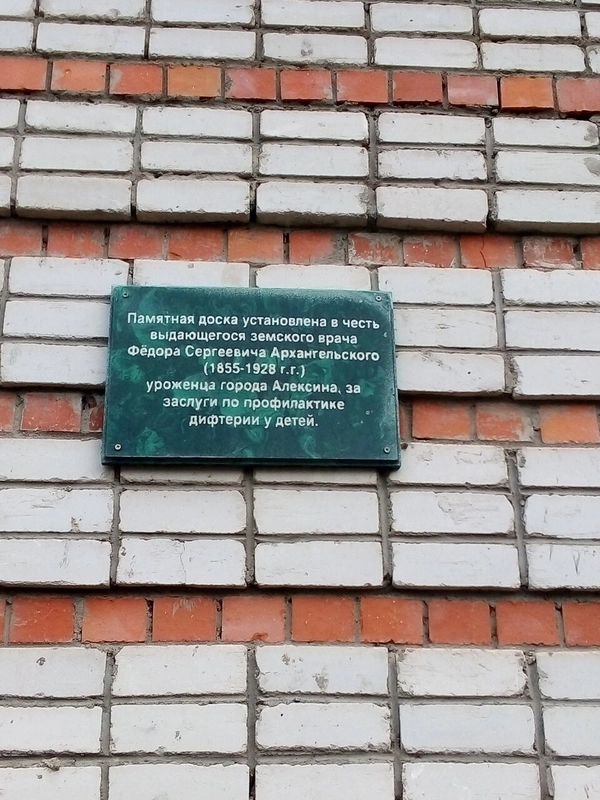 Памятная доска установлена в честь
выдающегося земского врача
Фёдора Сергеевича Архангельского
(1855-1928 г.г.)
уроженца города Алексина, за
заслуги по профилактике
дифтерии у детей.